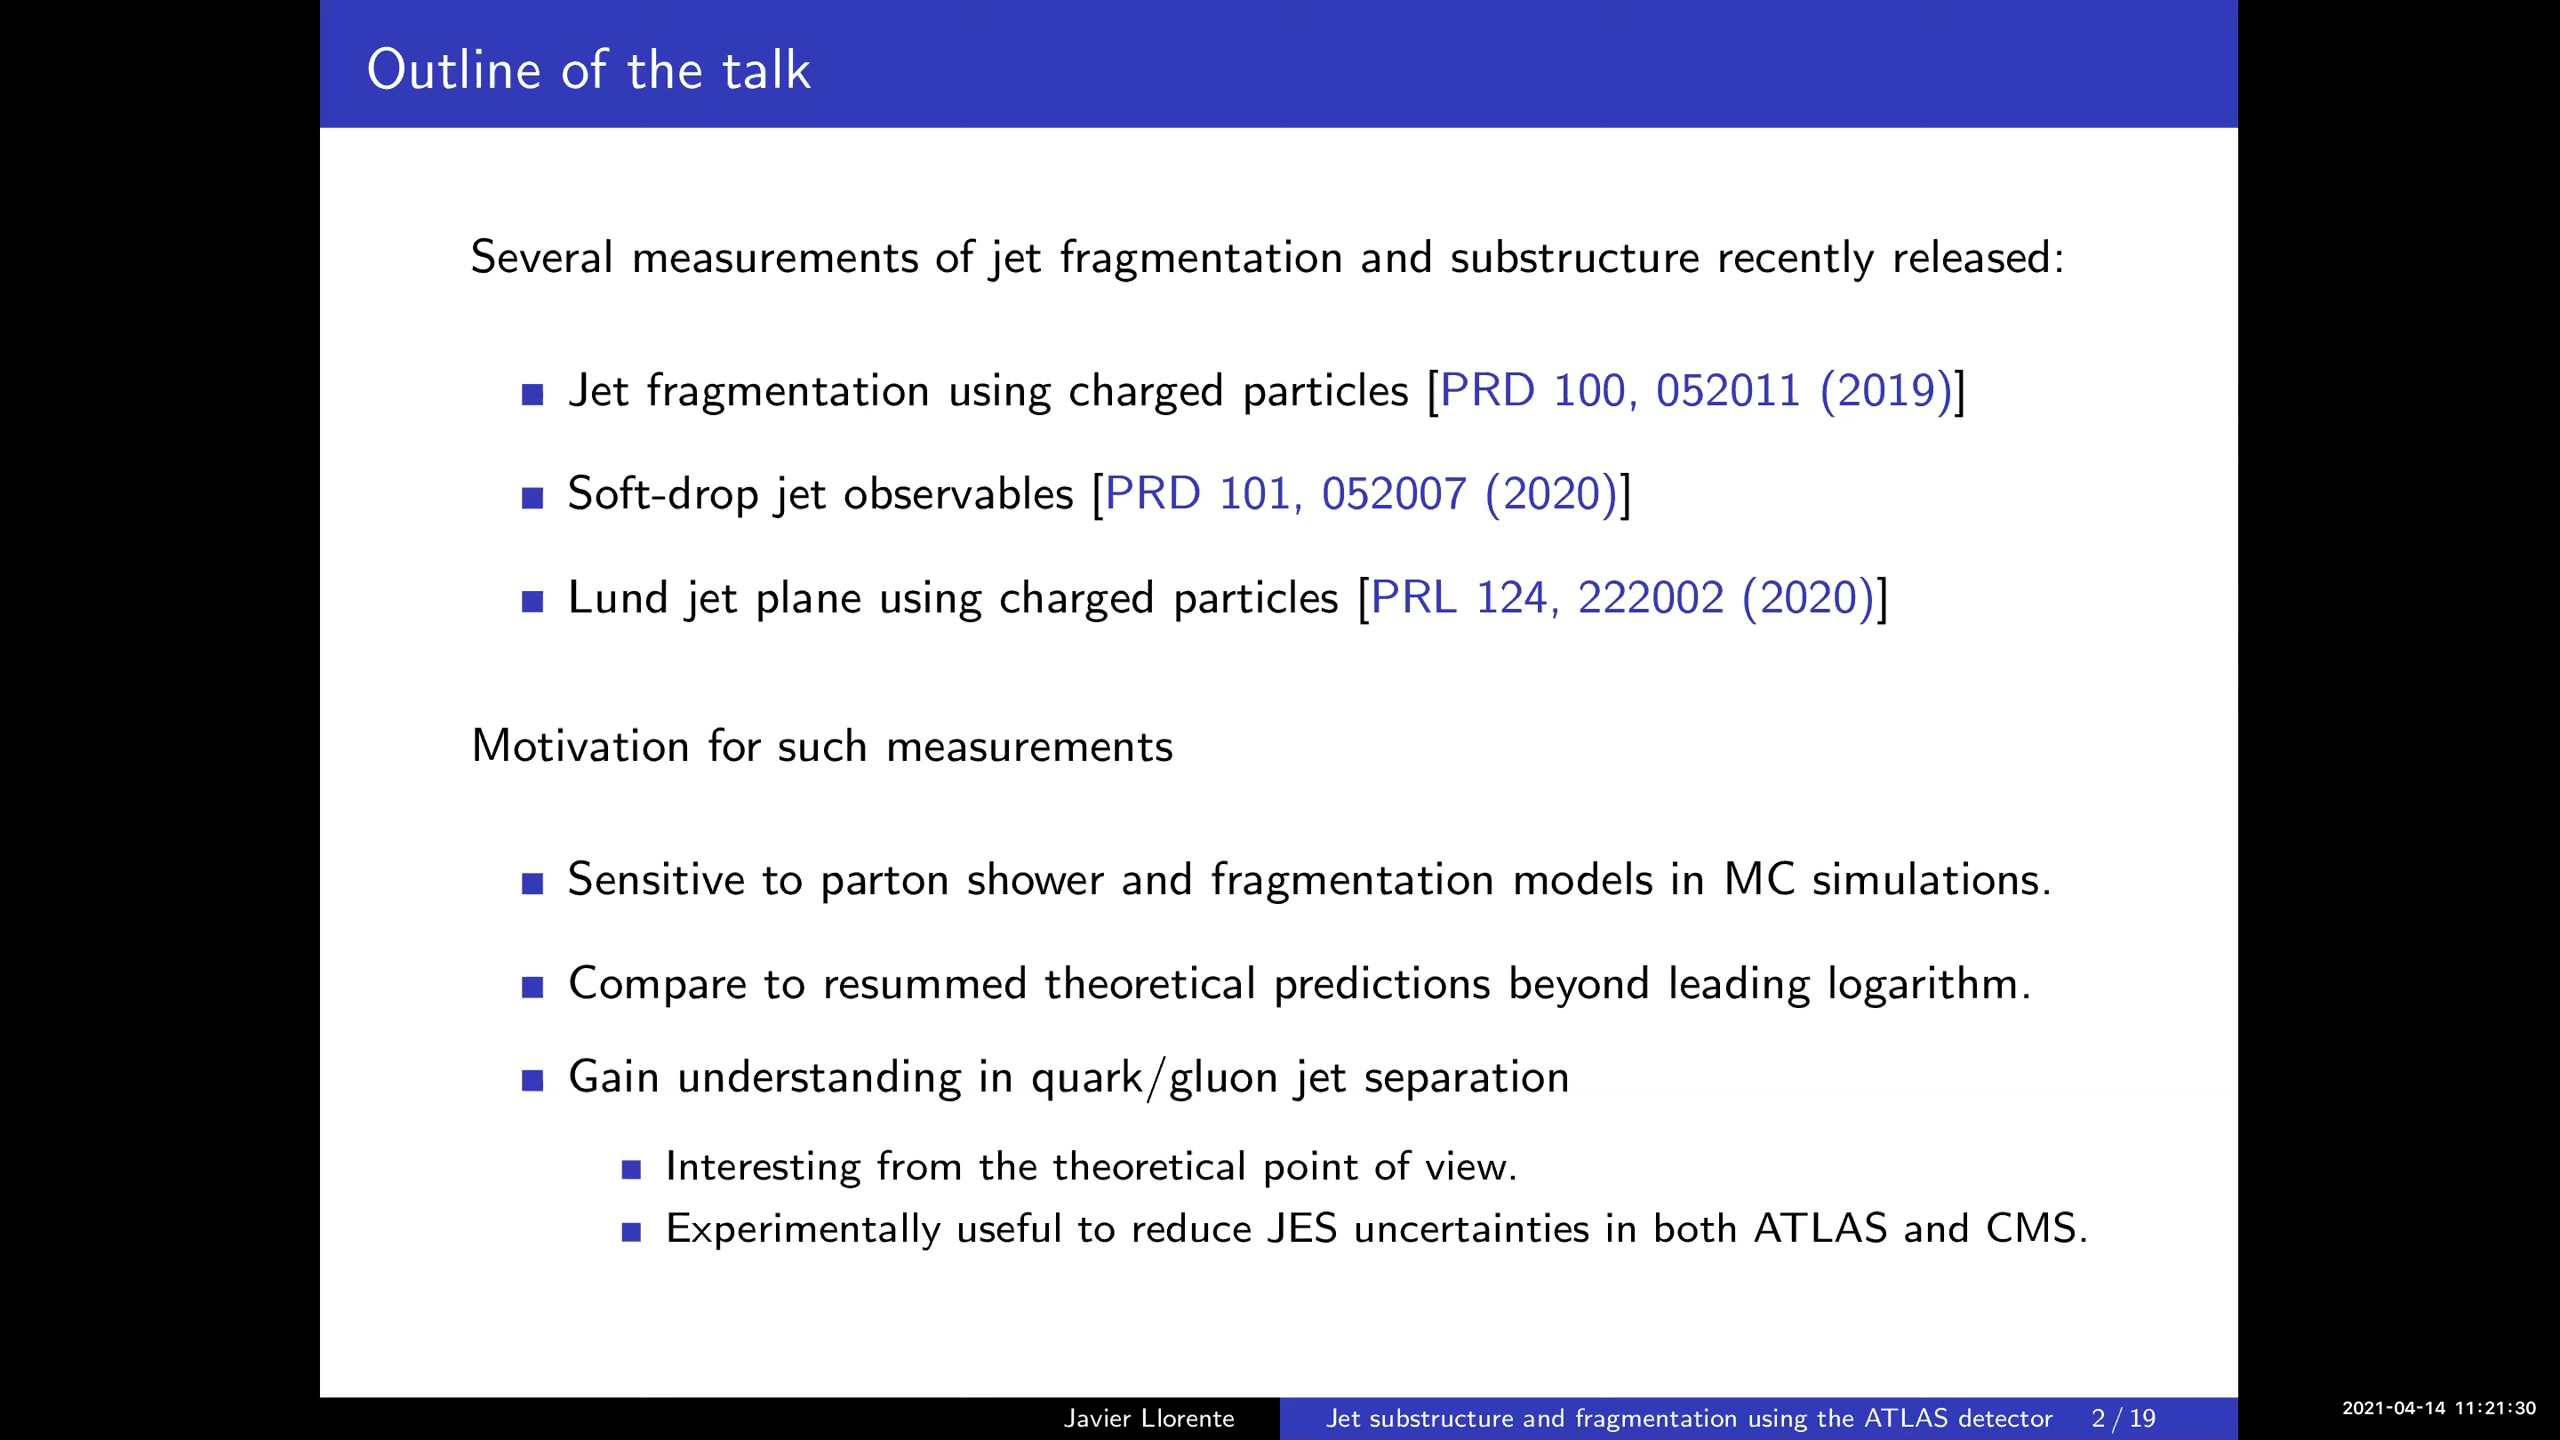 Outline of the talk
Several measurements of jet fragmentation and substructure recently released:
Jet fragmentation using charged particles [PRD 100, 052011 (2019)]
Soft-drop jet observables [PRD 101, 052007 (2020)]
Lund jet plane using charged particles [PRL 124, 222002 (2020)]
Motivation for such measurements
Sensitive to parton shower and fragmentation models in MC simulations.
Compare to resummed theoretical predictions beyond leading logarithm.
Gain understanding in quark/gluon jet separation
Interesting from the theoretical point of view.
Experimentally useful to reduce JES uncertainties in both ATLAS and CMS.
Javier Llorente Jet substructure and fragmentation using the ATLAS detector 2 / 19
2021-04-14 11:21:30